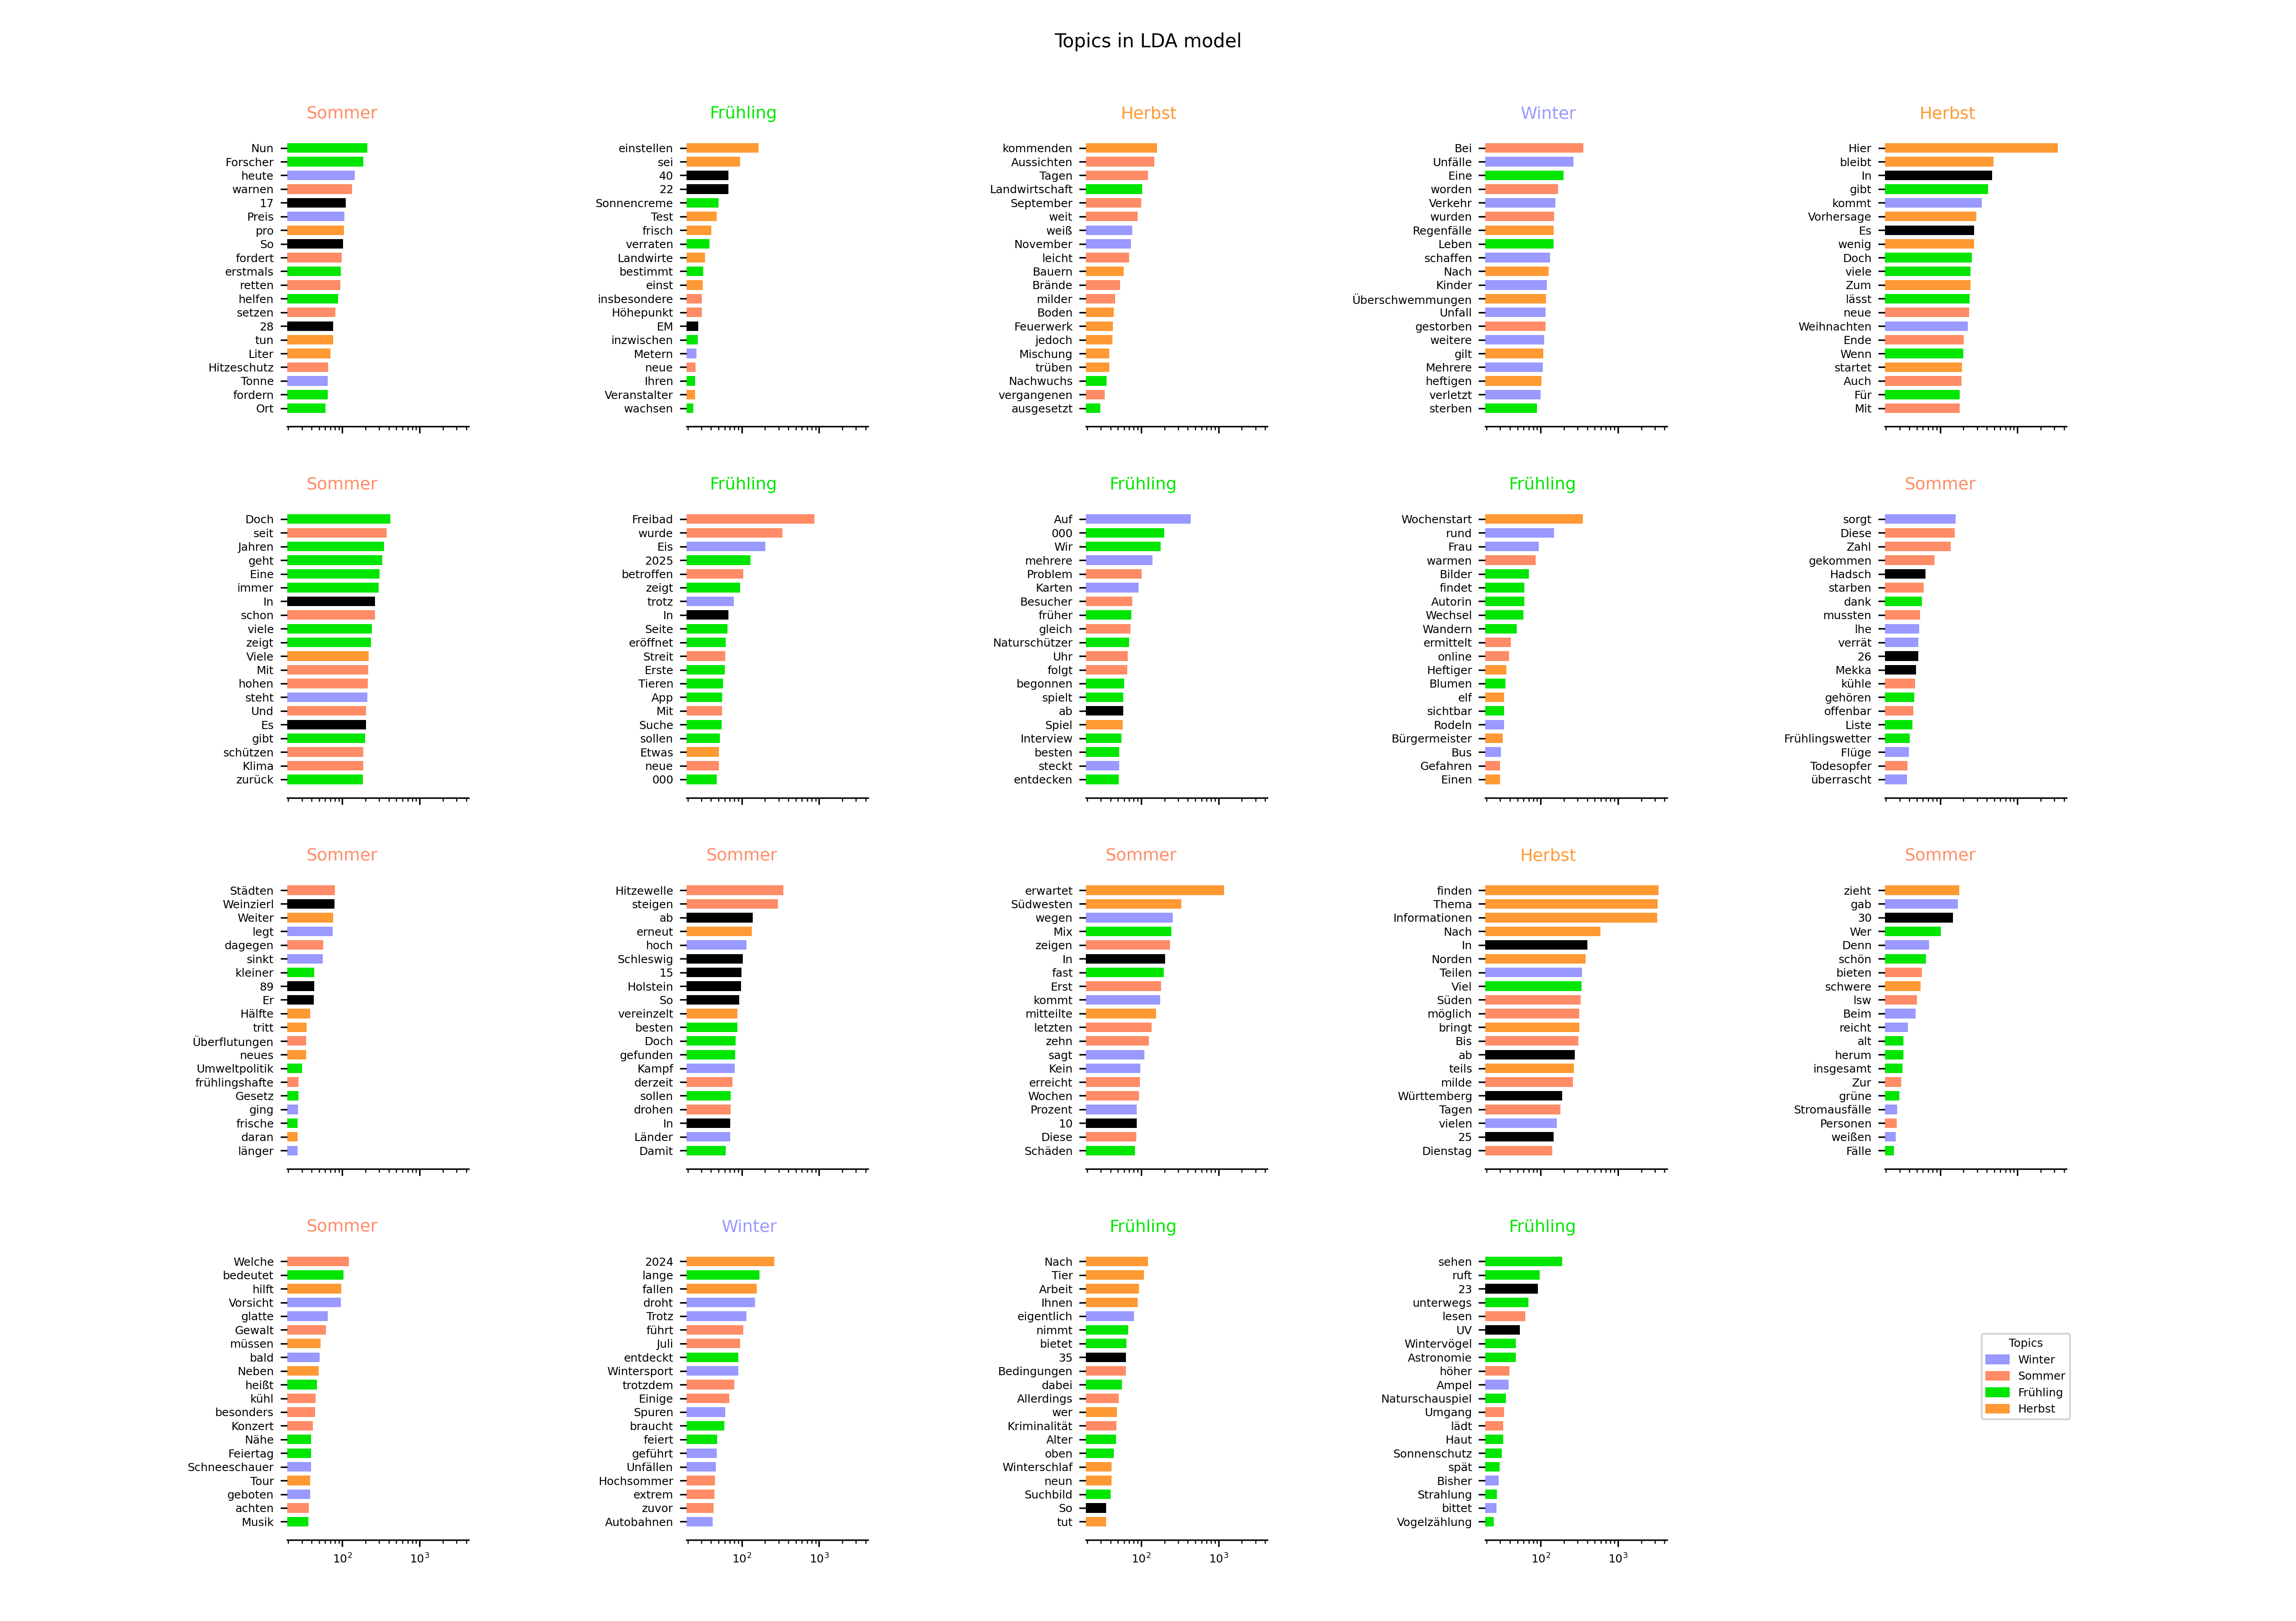 Topics in LDA model
Sommer
Nun
Forscher
heute
warnen
17
Preis
pro
So
fordert
erstmals
retten
helfen
setzen
28
tun
Liter
Hitzeschutz
Tonne
fordern
Ort
Frühling
einstellen
sei
40
22
Sonnencreme
Test
frisch
verraten
Landwirte
bestimmt
einst
insbesondere
Höhepunkt
EM
inzwischen
Metern
neue
Ihren
Veranstalter
wachsen
Herbst
kommenden
Aussichten
Tagen
Landwirtschaft
September
weit
weiß
November
leicht
Bauern
Brände
milder
Boden
Feuerwerk
jedoch
Mischung
trüben
Nachwuchs
vergangenen
ausgesetzt
Winter
Bei
Unfälle
Eine
worden
Verkehr
wurden
Regenfälle
Leben
schaffen
Nach
Kinder
Überschwemmungen
Unfall
gestorben
weitere
gilt
Mehrere
heftigen
verletzt
sterben
Herbst
Hier
bleibt
In
gibt
kommt
Vorhersage
Es
wenig
Doch
viele
Zum
lässt
neue
Weihnachten
Ende
Wenn
startet
Auch
Für
Mit
Sommer
Doch
seit
Jahren
geht
Eine
immer
In
schon
viele
zeigt
Viele
Mit
hohen
steht
Und
Es
gibt
schützen
Klima
zurück
Frühling
Freibad
wurde
Eis
2025
betroffen
zeigt
trotz
In
Seite
eröffnet
Streit
Erste
Tieren
App
Mit
Suche
sollen
Etwas
neue
000
Frühling
Auf
000
Wir
mehrere
Problem
Karten
Besucher
früher
gleich
Naturschützer
Uhr
folgt
begonnen
spielt
ab
Spiel
Interview
besten
steckt
entdecken
Frühling
Wochenstart
rund
Frau
warmen
Bilder
findet
Autorin
Wechsel
Wandern
ermittelt
online
Heftiger
Blumen
elf
sichtbar
Rodeln
Bürgermeister
Bus
Gefahren
Einen
Sommer
sorgt
Diese
Zahl
gekommen
Hadsch
starben
dank
mussten
lhe
verrät
26
Mekka
kühle
gehören
offenbar
Liste
Frühlingswetter
Flüge
Todesopfer
überrascht
Sommer
Städten
Weinzierl
Weiter
legt
dagegen
sinkt
kleiner
89
Er
Hälfte
tritt
Überflutungen
neues
Umweltpolitik
frühlingshafte
Gesetz
ging
frische
daran
länger
Sommer
Hitzewelle
steigen
ab
erneut
hoch
Schleswig
15
Holstein
So
vereinzelt
besten
Doch
gefunden
Kampf
derzeit
sollen
drohen
In
Länder
Damit
Sommer
erwartet
Südwesten
wegen
Mix
zeigen
In
fast
Erst
kommt
mitteilte
letzten
zehn
sagt
Kein
erreicht
Wochen
Prozent
10
Diese
Schäden
Herbst
finden
Thema
Informationen
Nach
In
Norden
Teilen
Viel
Süden
möglich
bringt
Bis
ab
teils
milde
Württemberg
Tagen
vielen
25
Dienstag
Sommer
zieht
gab
30
Wer
Denn
schön
bieten
schwere
lsw
Beim
reicht
alt
herum
insgesamt
Zur
grüne
Stromausfälle
Personen
weißen
Fälle
Sommer
Welche
bedeutet
hilft
Vorsicht
glatte
Gewalt
müssen
bald
Neben
heißt
kühl
besonders
Konzert
Nähe
Feiertag
Schneeschauer
Tour
geboten
achten
Musik
10²
10³
Winter
2024
lange
fallen
droht
Trotz
führt
Juli
entdeckt
Wintersport
trotzdem
Einige
Spuren
braucht
feiert
geführt
Unfällen
Hochsommer
extrem
zuvor
Autobahnen
10²
10³
Frühling
Nach
Tier
Arbeit
Ihnen
eigentlich
nimmt
bietet
35
Bedingungen
dabei
Allerdings
wer
Kriminalität
Alter
oben
Winterschlaf
neun
Suchbild
So
tut
10²
10³
Frühling
sehen
ruft
23
unterwegs
lesen
UV
Wintervögel
Astronomie
höher
Ampel
Naturschauspiel
Umgang
lädt
Haut
Sonnenschutz
spät
Bisher
Strahlung
bittet
Vogelzählung
10²
10³
Topics
Winter
Sommer
Frühling
Herbst